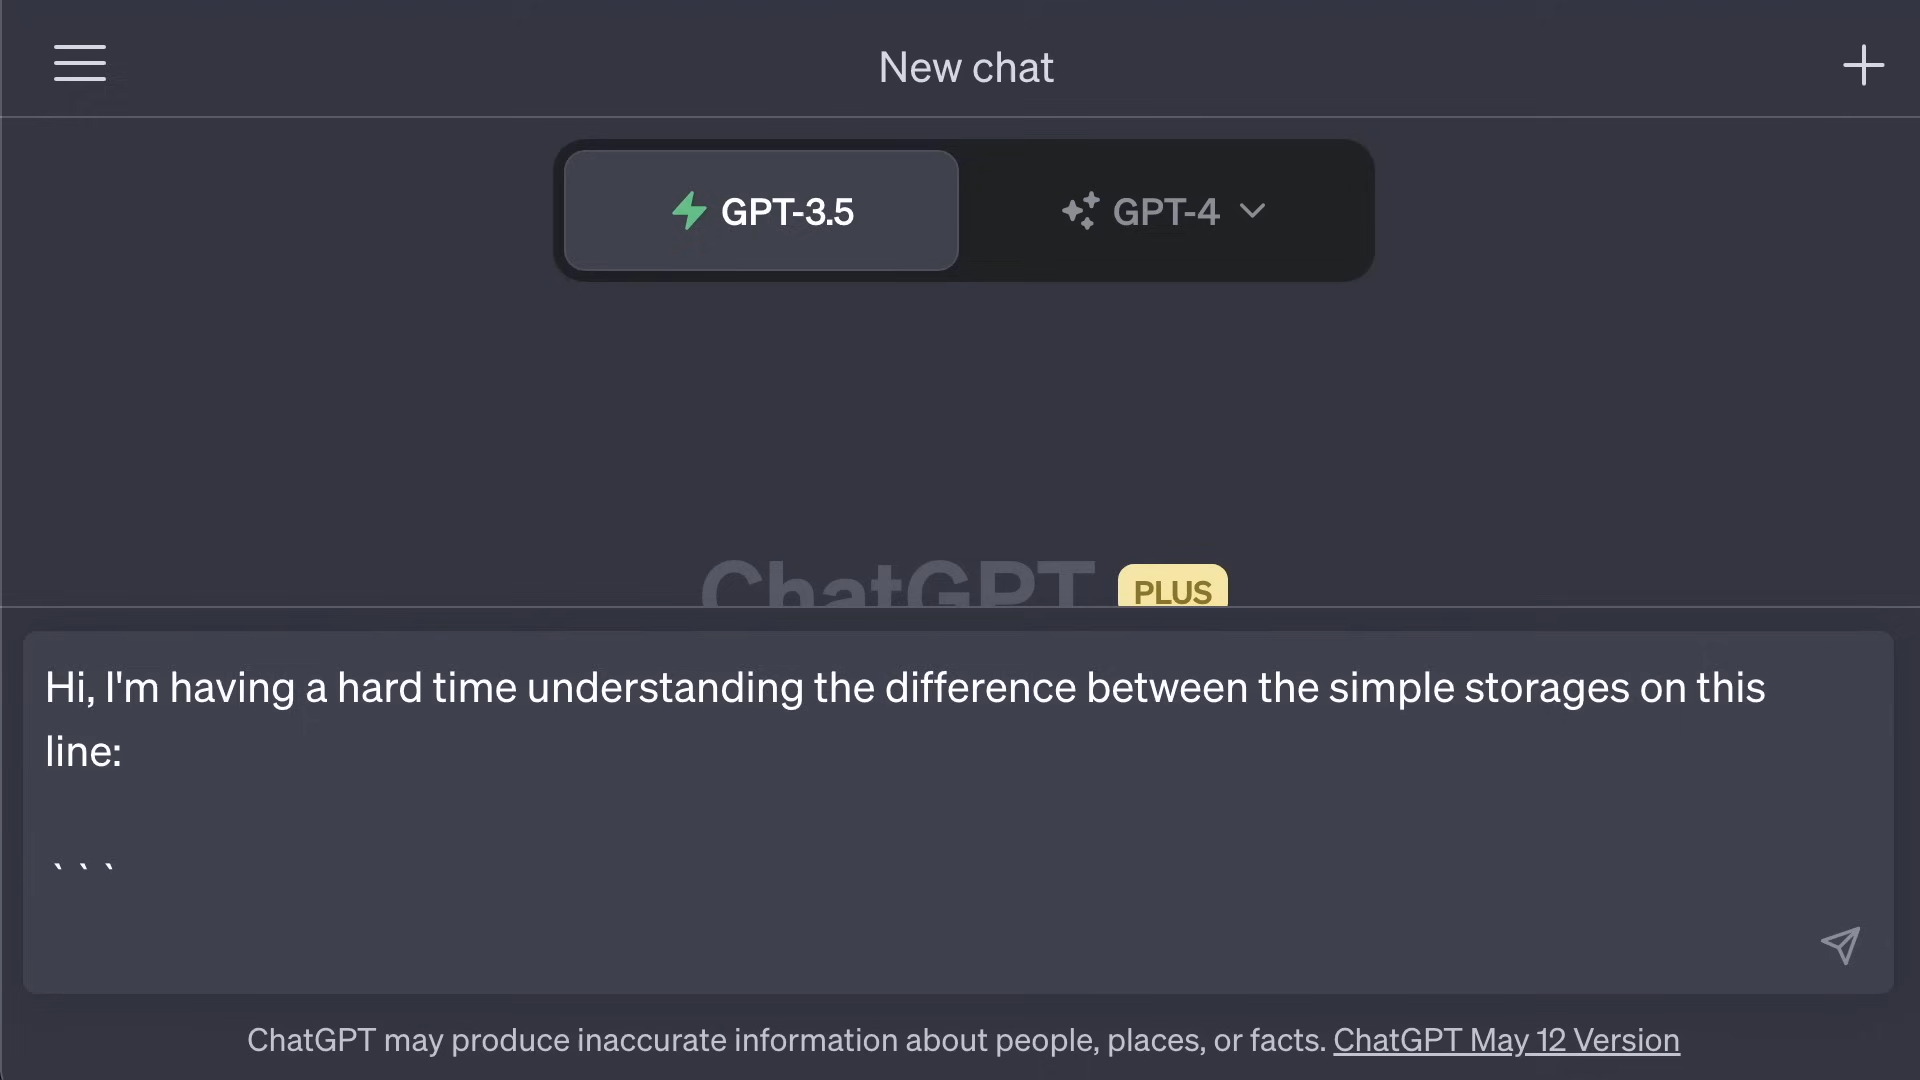 New chat
GPT-3.5
GPT-4
ChatGPT PLUS
Hi, I'm having a hard time understanding the difference between the simple storages on this
line:
```
ChatGPT may produce inaccurate information about people, places, or facts. ChatGPT May 12 Version